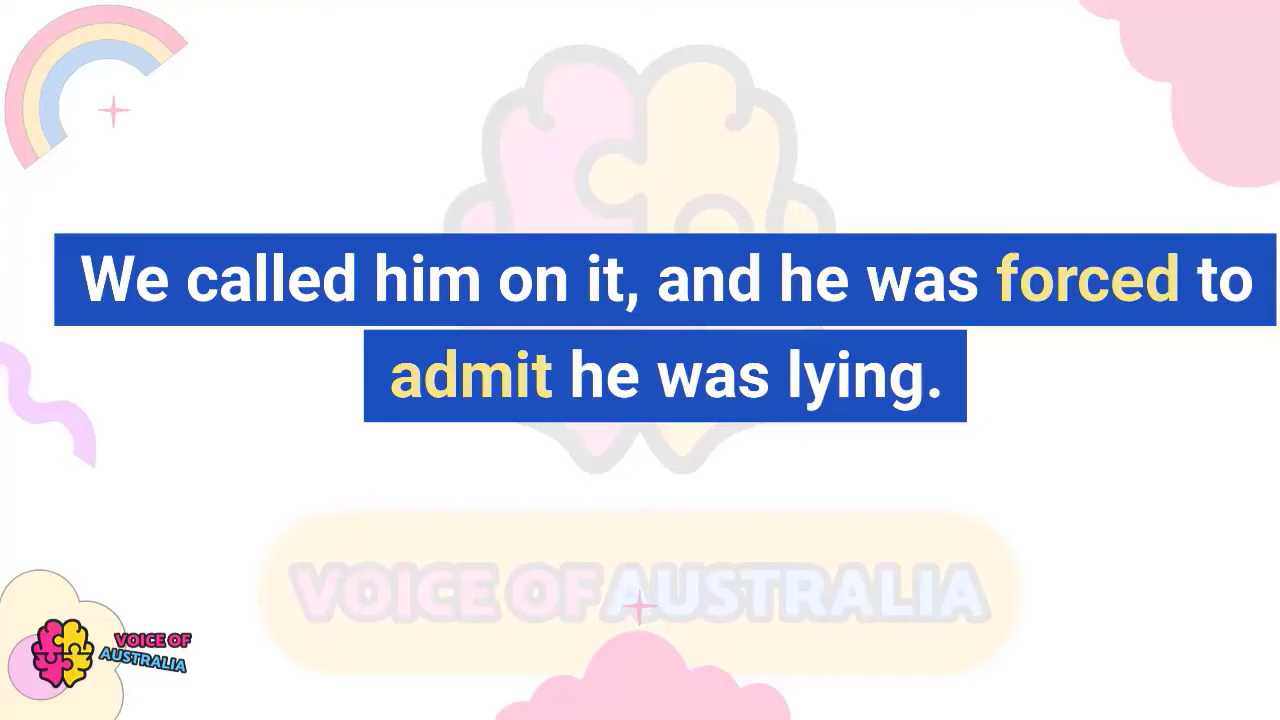 We called him on it, and he was forced to
admit he was lying.
VOICE OF AUSTRALIA
VOICE OF
AUSTRALIA